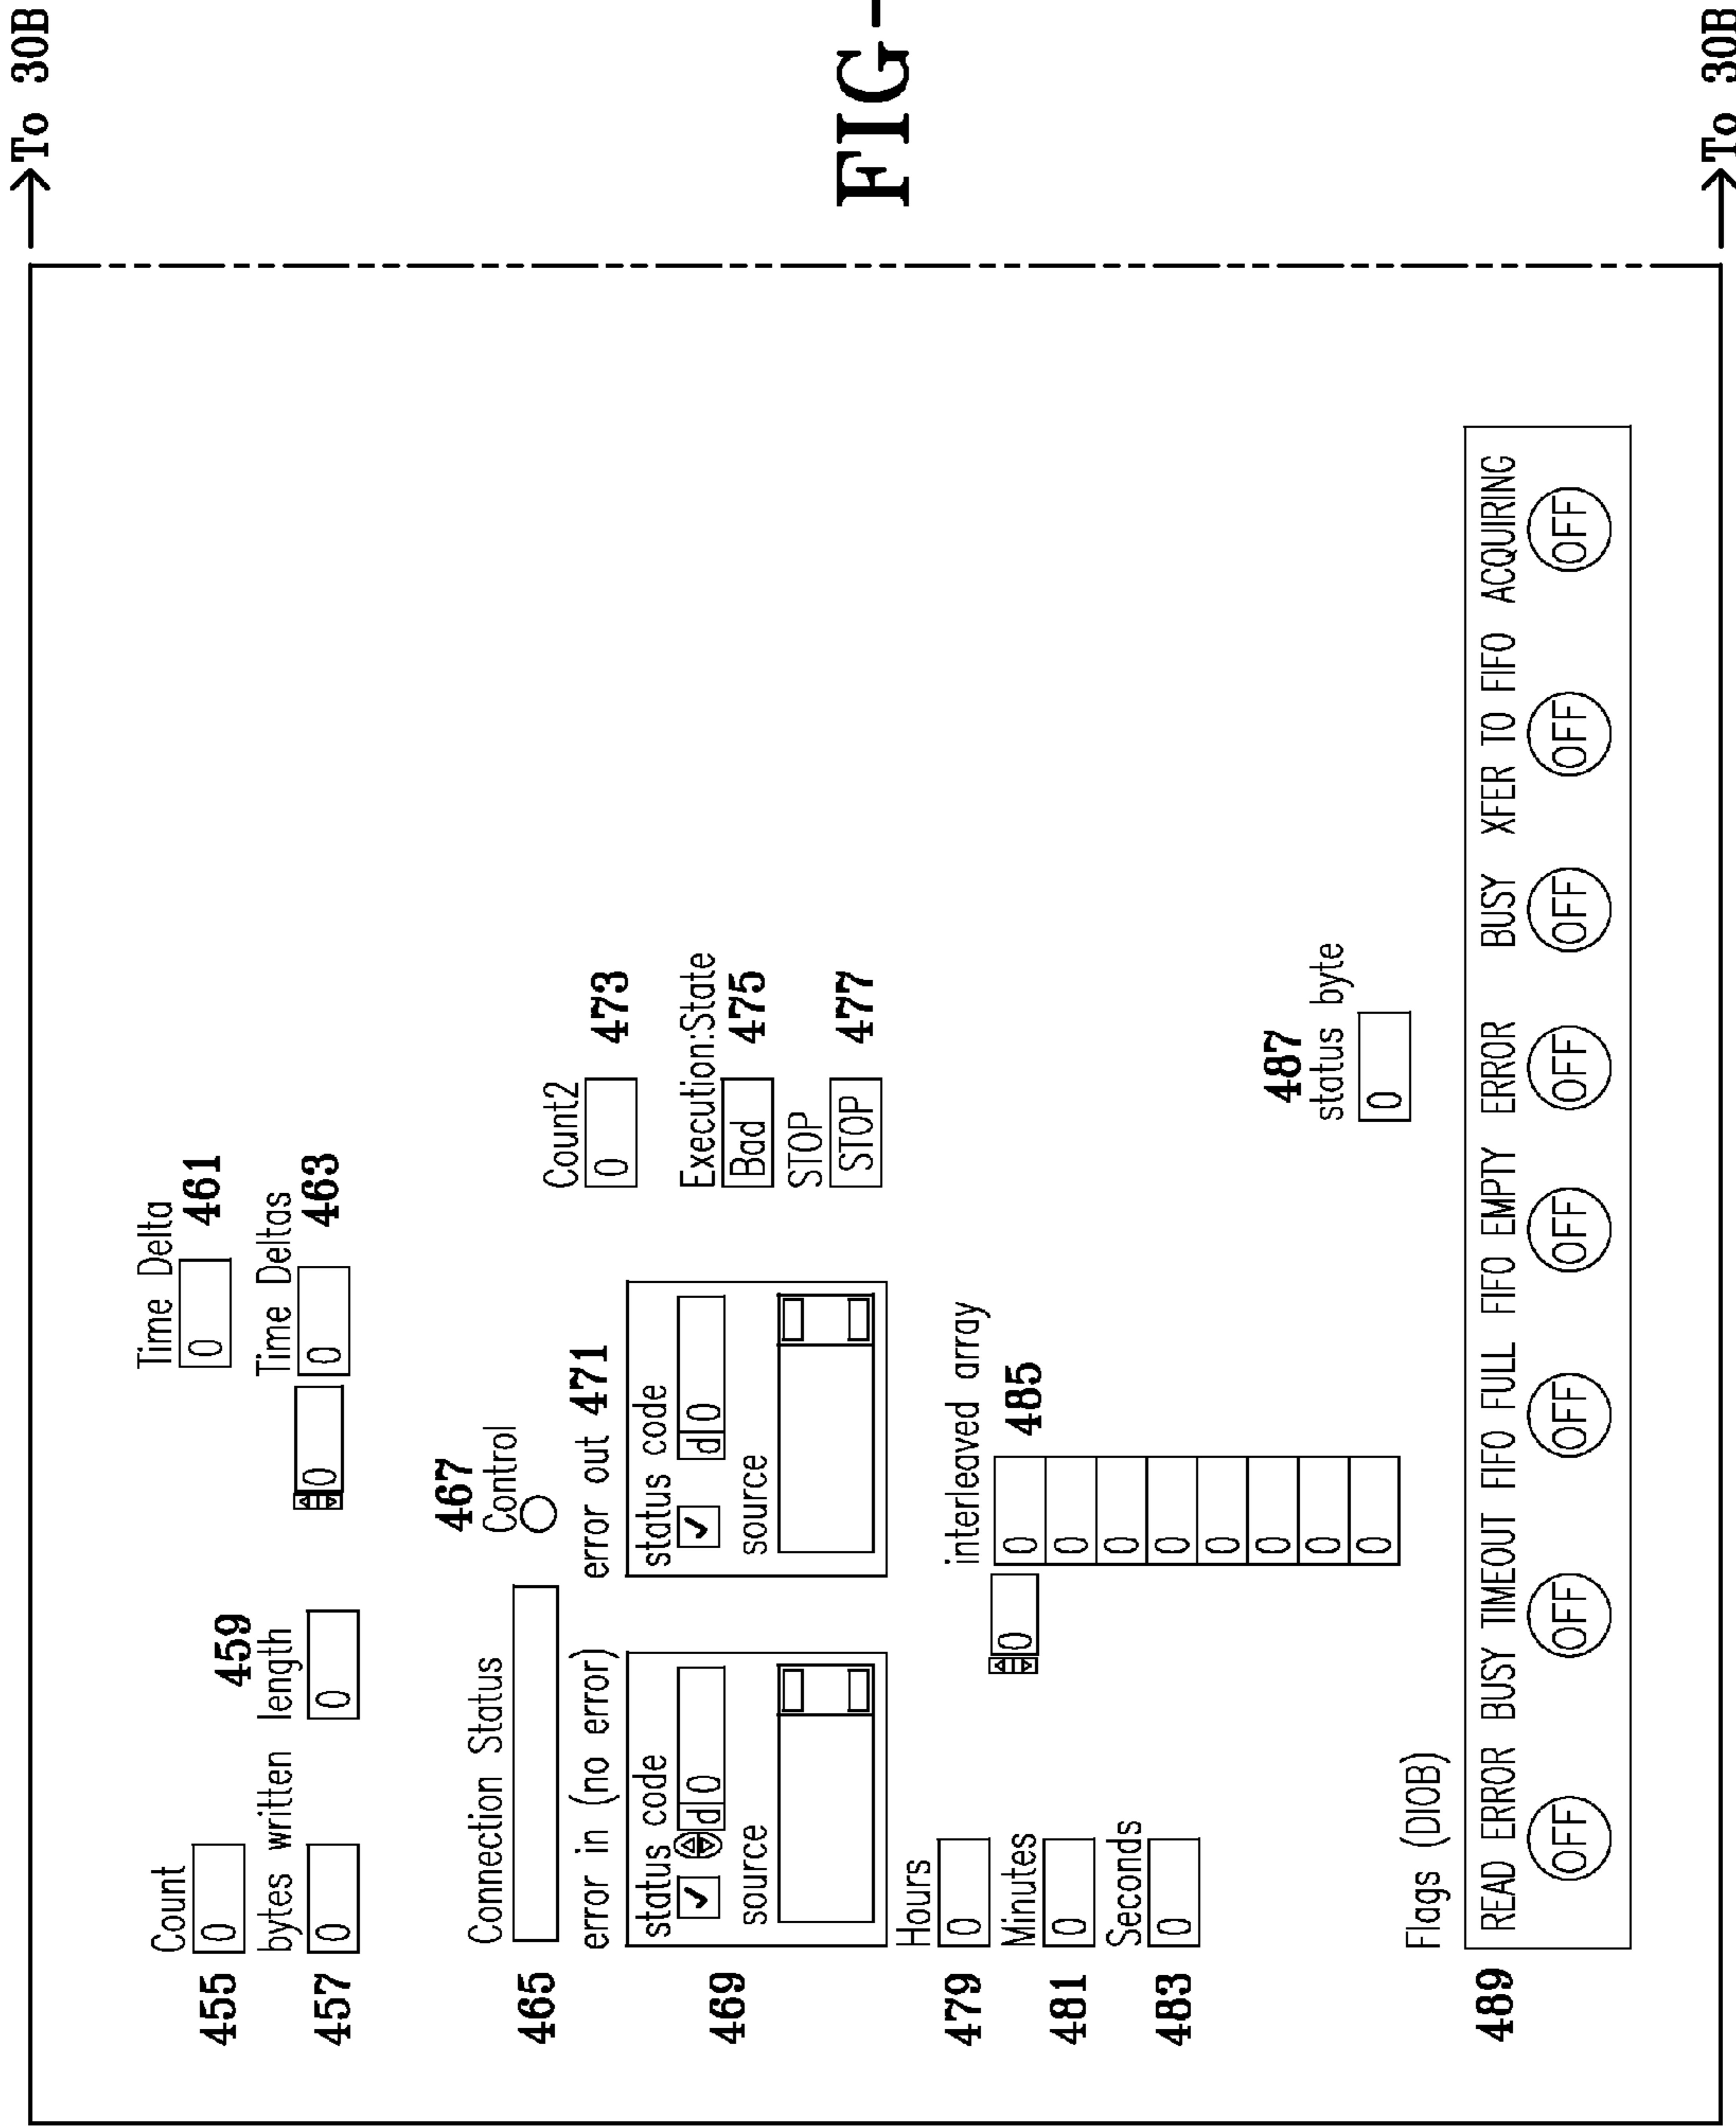 →To 30B
Count
455
0
bytes written
457
0
459
length
0
Time Delta
0
461
Time Deltas
0
0
463
Connection Status
465
467
Control
error in (no error)
469
status code
d 0
source
error out 471
status code
d 0
source
Count2
0
473
Execution:State
Bad
475
STOP
STOP
477
Hours
479
0
Minutes
481
0
Seconds
483
0
interleaved array
485
0
0
0
0
0
0
0
0
0
487
status byte
0
Flags (DIOB)
489
READ ERROR BUSY TIMEOUT FIFO FULL FIFO EMPTY ERROR BUSY XFER TO FIFO ACQUIRING
OFF OFF OFF OFF OFF OFF OFF OFF
→To 30B
FIG-